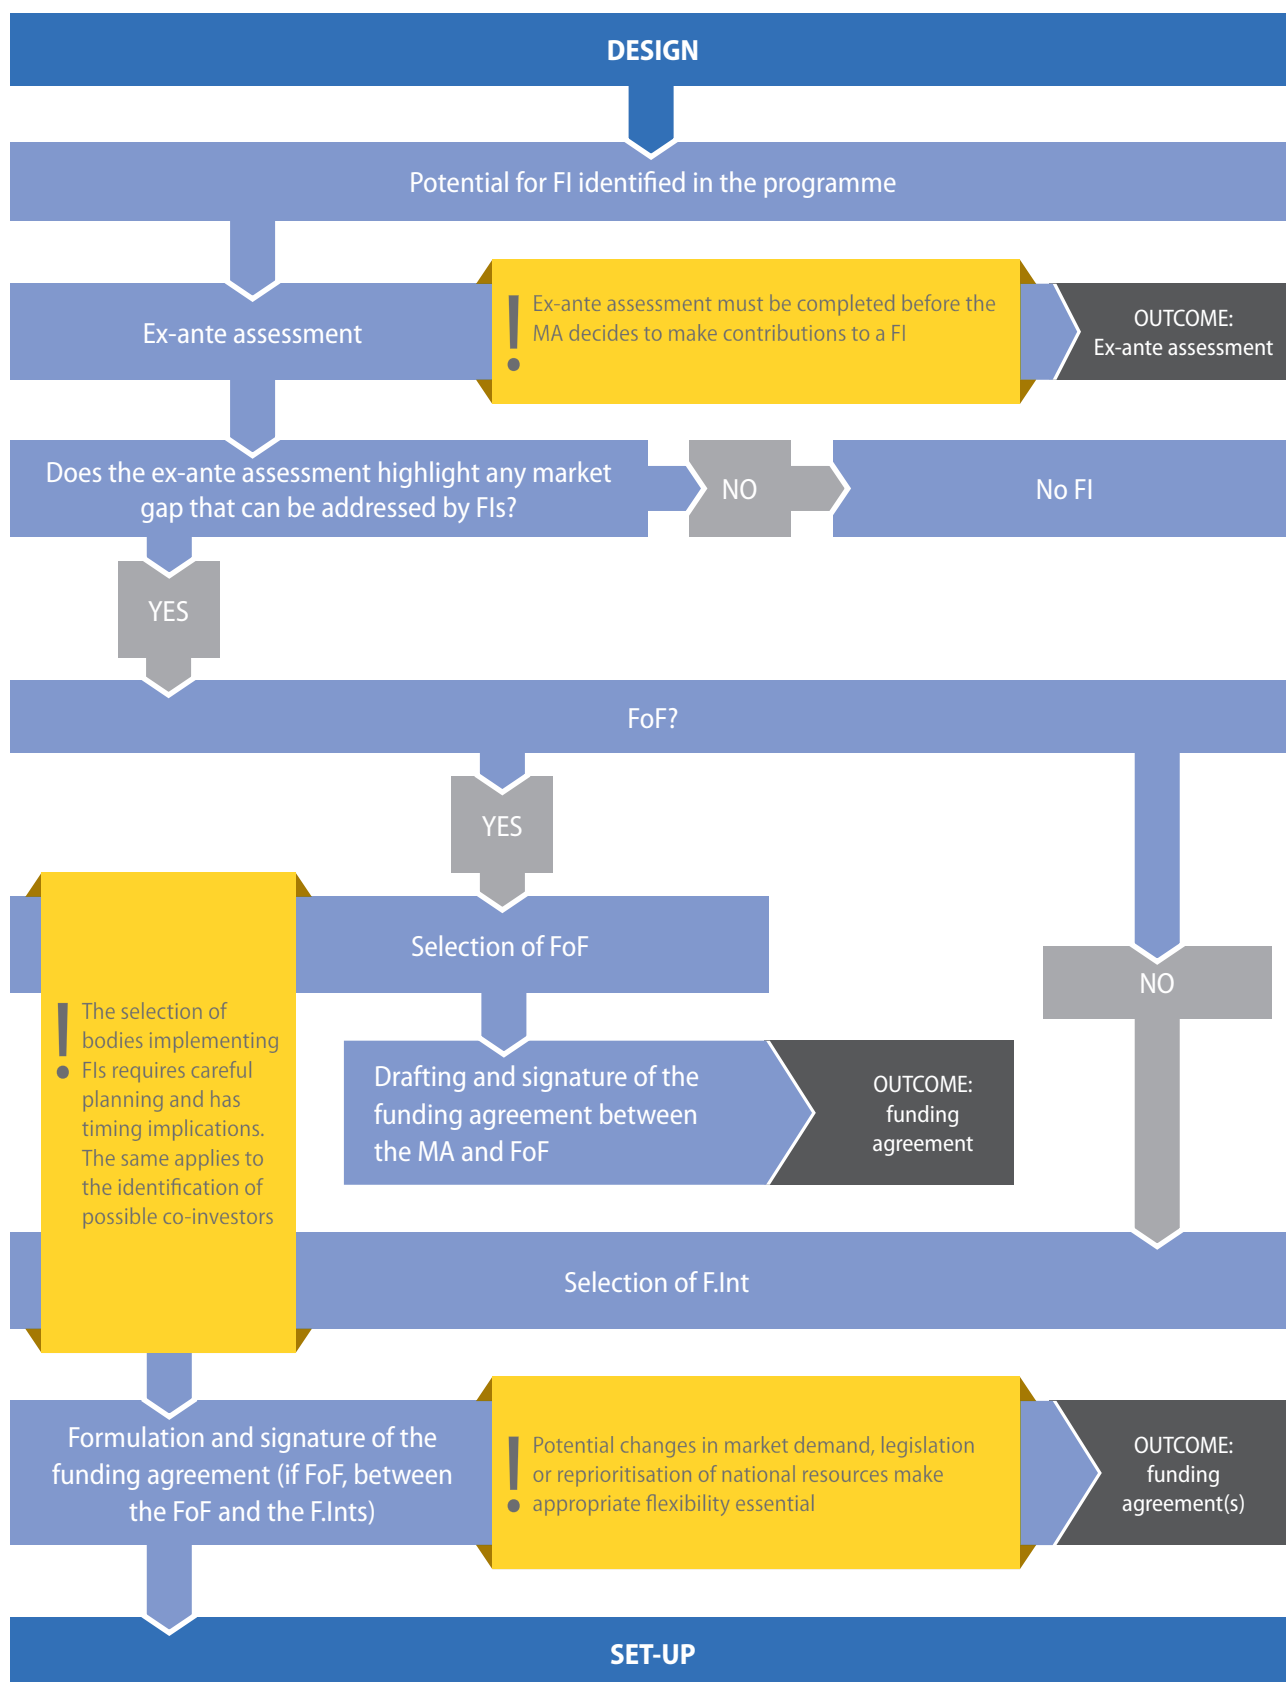 DESIGN
Potential for FI identified in the programme
Ex-ante assessment
! Ex-ante assessment must be completed before the
MA decides to make contributions to a FI
OUTCOME:
Ex-ante assessment
Does the ex-ante assessment highlight any market
gap that can be addressed by FIs?
NO
No FI
YES
FoF?
YES
NO
Selection of FoF
! The selection of
bodies implementing
FIs requires careful
planning and has
timing implications.
The same applies to
the identification of
possible co-investors
Drafting and signature of the
funding agreement between
the MA and FoF
OUTCOME:
funding
agreement
Selection of F.Int
Formulation and signature of the
funding agreement (if FoF, between
the FoF and the F.Ints)
! Potential changes in market demand, legislation
or reprioritisation of national resources make
appropriate flexibility essential
OUTCOME:
funding
agreement(s)
SET-UP